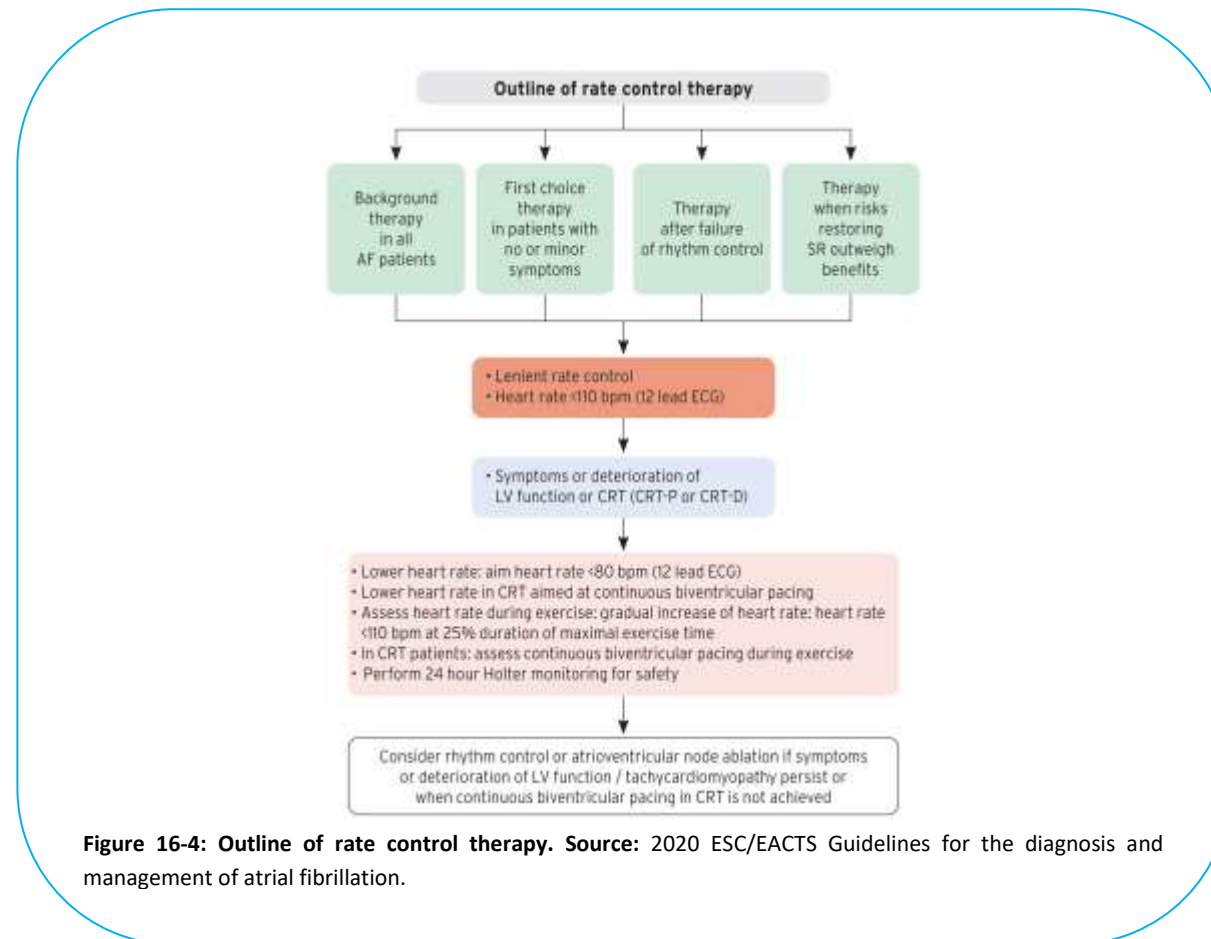 Outline of rate control therapy
Background
therapy
in all
AF patients
First choice
therapy
in patients with
no or minor
symptoms
Therapy
after failure
of rhythm control
Therapy
when risks
restoring
SR outweigh
benefits
• Lenient rate control
• Heart rate <110 bpm (12 lead ECG)
• Symptoms or deterioration of
LV function or CRT (CRT-P or CRT-D)
• Lower heart rate: aim heart rate <80 bpm (12 lead ECG)
• Lower heart rate in CRT aimed at continuous biventricular pacing
• Assess heart rate during exercise: gradual increase of heart rate: heart rate
<110 bpm at 25% duration of maximal exercise time
• In CRT patients: assess continuous biventricular pacing during exercise
• Perform 24 hour Holter monitoring for safety
Consider rhythm control or atrioventricular node ablation if symptoms
or deterioration of LV function / tachycardiomyopathy persist or
when continuous biventricular pacing in CRT is not achieved
Figure 16-4: Outline of rate control therapy. Source: 2020 ESC/EACTS Guidelines for the diagnosis and
management of atrial fibrillation.